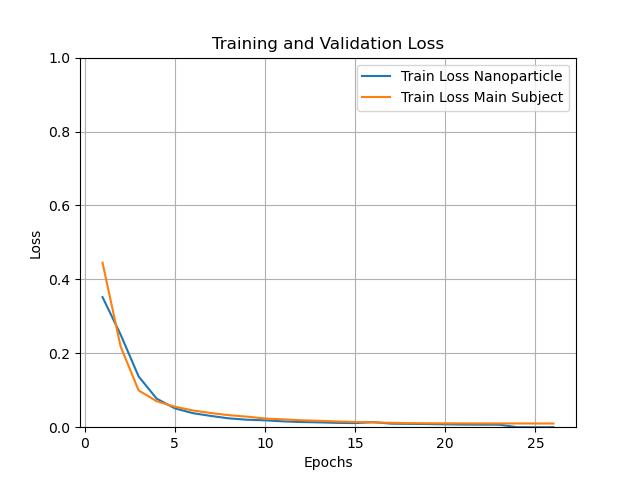 Training and Validation Loss
Train Loss Nanoparticle
Train Loss Main Subject
1.0
0.8
0.6
0.4
0.2
0.0
Loss
0 5 10 15 20 25
Epochs